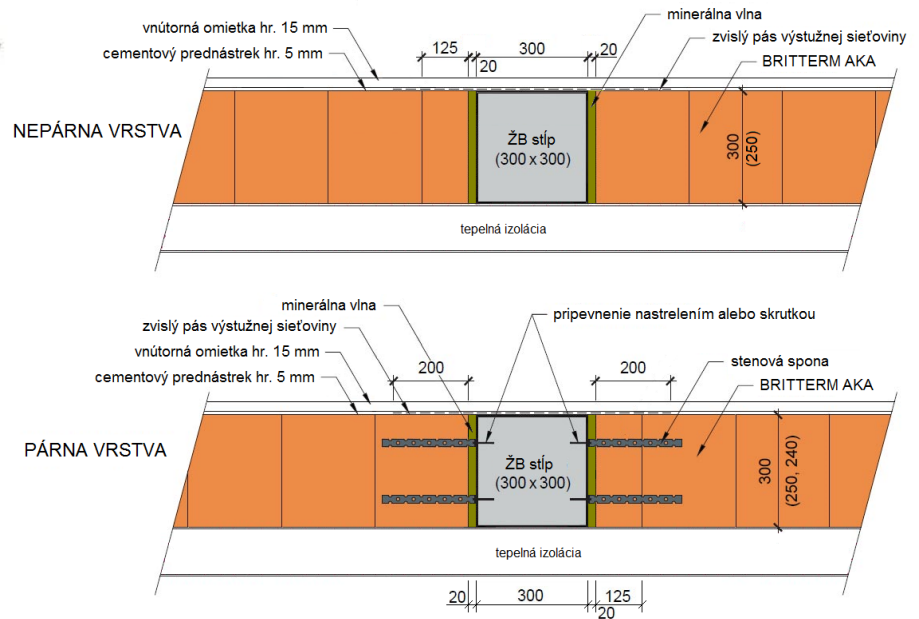 minerálna vlna
vnútorná omietka hr. 15 mm
zvislý pás výstužnej sieťoviny
cementový prednástrek hr. 5 mm
125
300
20
20
BRITTERM AKA
NEPÁRNA VRSTVA
ŽB stĺp
(300 x 300)
300
(250)
tepelná izolácia
minerálna vlna
pripevnenie nastrelením alebo skrutkou
zvislý pás výstužnej sieťoviny
vnútorná omietka hr. 15 mm
stenová spona
200
200
cementový prednástrek hr. 5 mm
BRITTERM AKA
PÁRNA VRSTVA
ŽB stĺp
(300 x 300)
300
(250, 240)
tepelná izolácia
20
300
125
20